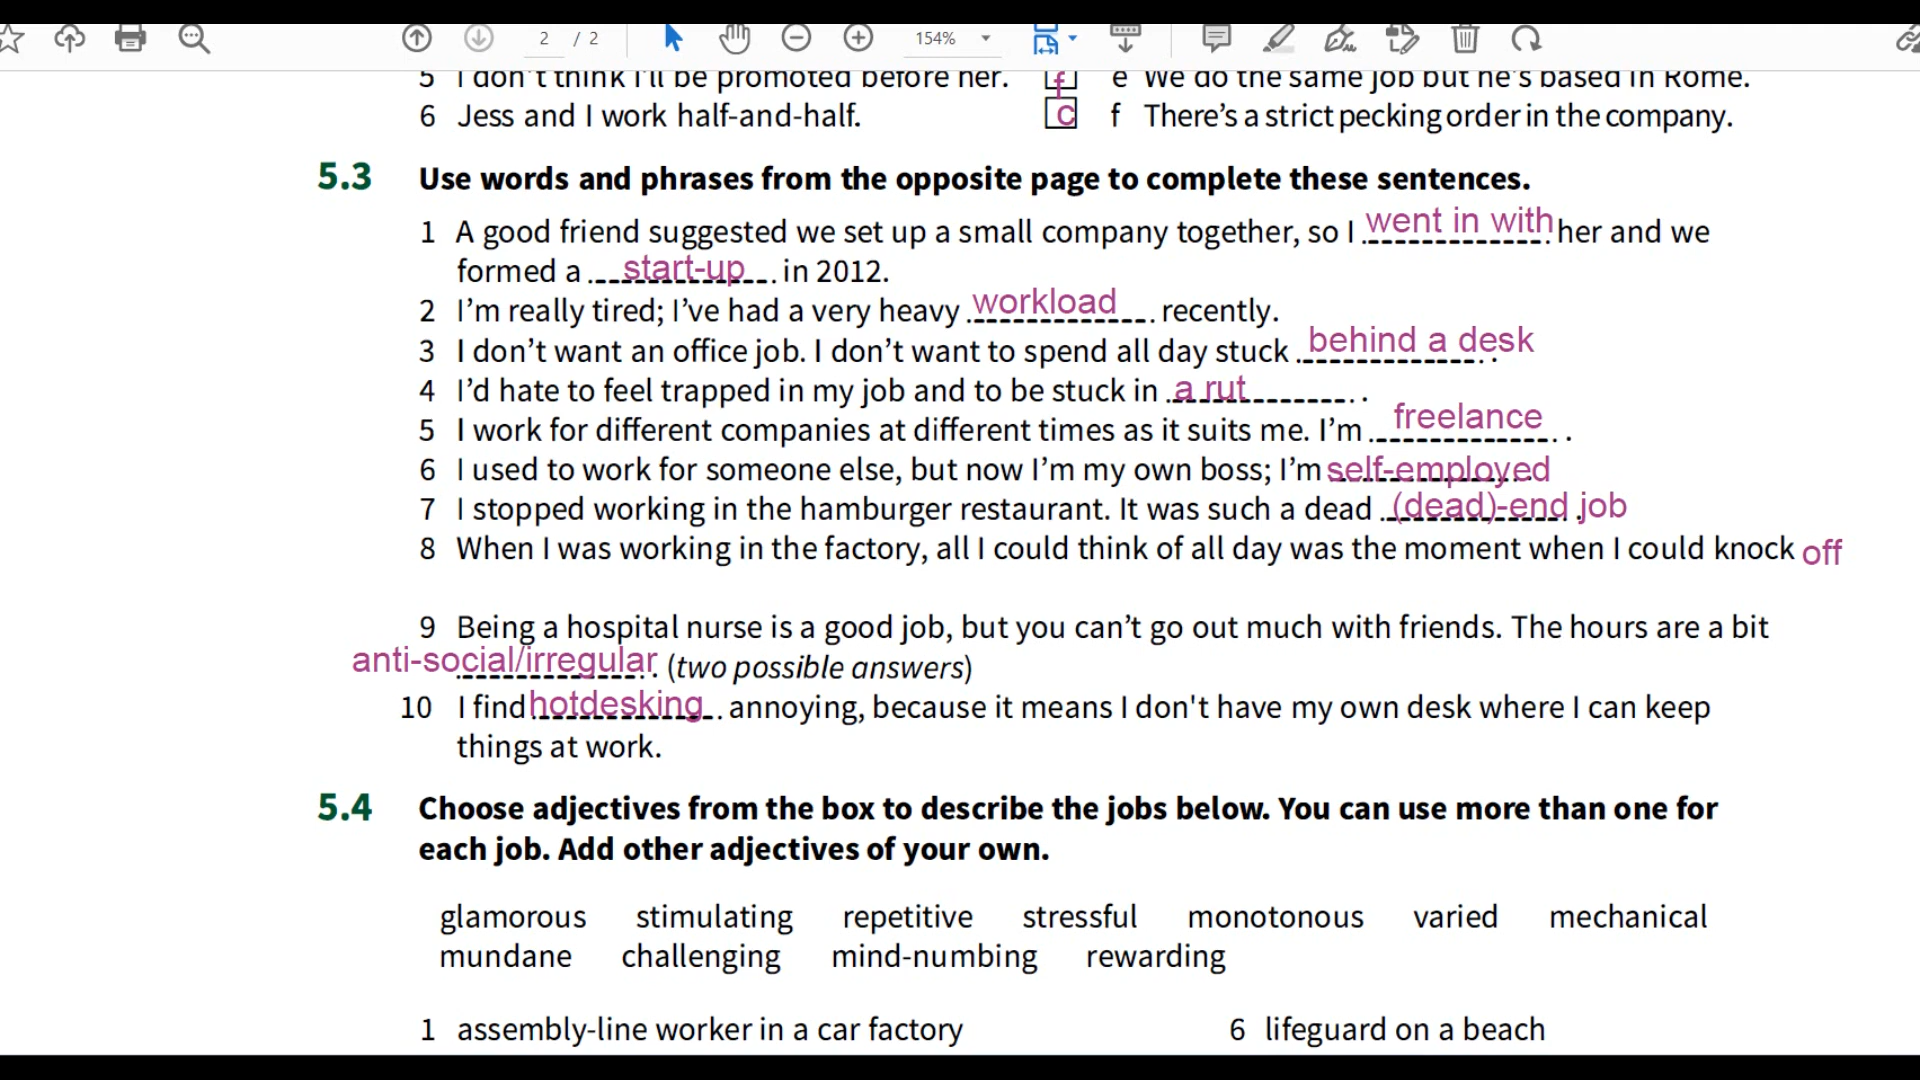 2 / 2 154%
5 I don't think I'll be promoted before her. f e We do the same job but he's based in Rome.
6 Jess and I work half-and-half. c f There's a strict pecking order in the company.
5.3 Use words and phrases from the opposite page to complete these sentences.
1 A good friend suggested we set up a small company together, so I went in with her and we
formed a start-up in 2012.
2 I'm really tired; I've had a very heavy workload recently.
3 I don't want an office job. I don't want to spend all day stuck behind a desk .
4 I'd hate to feel trapped in my job and to be stuck in a rut .
5 I work for different companies at different times as it suits me. I'm freelance .
6 I used to work for someone else, but now I'm my own boss; I'm self-employed
7 I stopped working in the hamburger restaurant. It was such a dead (dead)-end job .
8 When I was working in the factory, all I could think of all day was the moment when I could knock off
9 Being a hospital nurse is a good job, but you can't go out much with friends. The hours are a bit
anti-social/irregular . (two possible answers)
10 I find hotdesking annoying, because it means I don't have my own desk where I can keep
things at work.
5.4 Choose adjectives from the box to describe the jobs below. You can use more than one for
each job. Add other adjectives of your own.
glamorous stimulating repetitive stressful monotonous varied mechanical
mundane challenging mind-numbing rewarding
1 assembly-line worker in a car factory 6 lifeguard on a beach